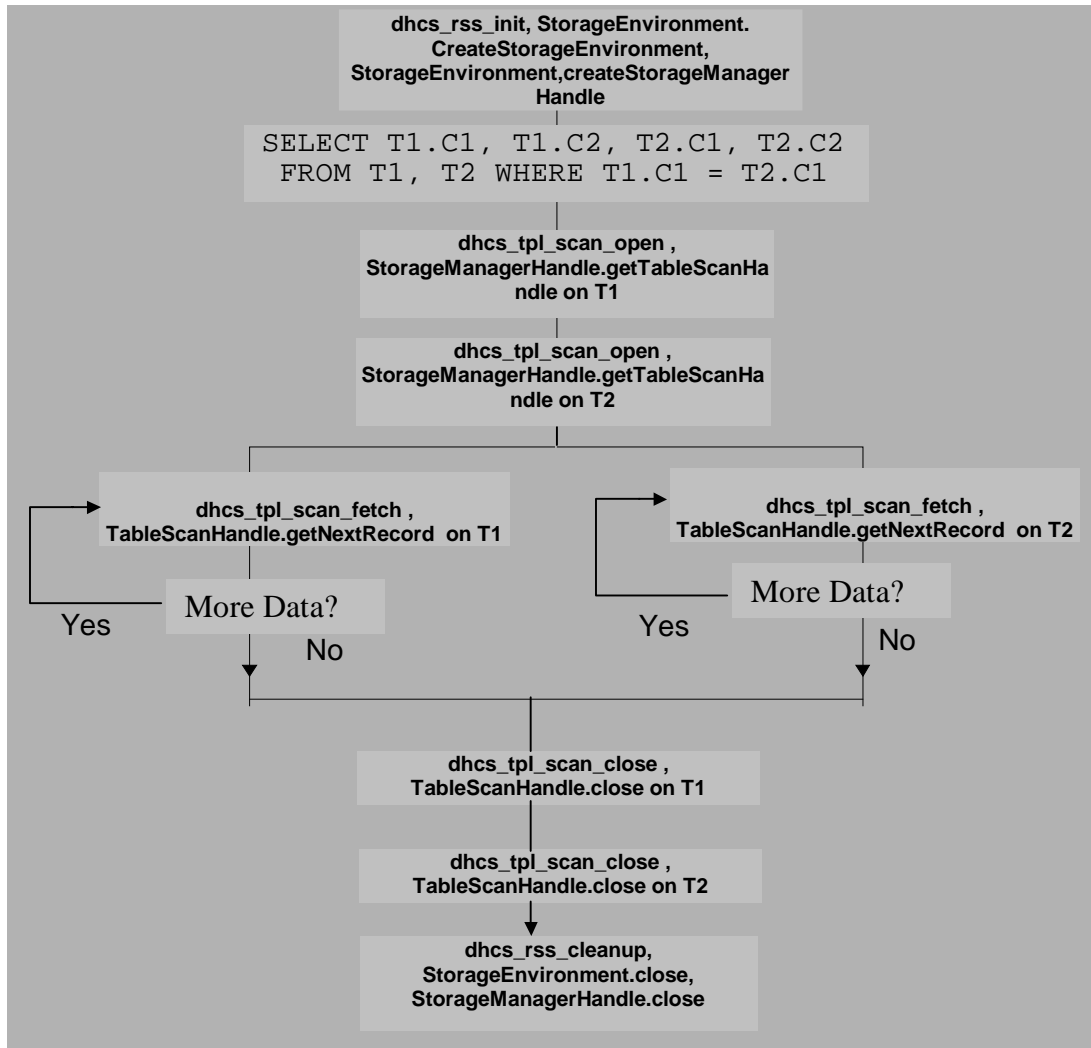 dhcs_rss_init, StorageEnvironment.
CreateStorageEnvironment,
StorageEnvironment,createStorageManager
Handle
SELECT T1.C1, T1.C2, T2.C1, T2.C2
FROM T1, T2 WHERE T1.C1 = T2.C1
dhcs_tpl_scan_open ,
StorageManagerHandle.getTableScanHa
ndle on T1
dhcs_tpl_scan_open ,
StorageManagerHandle.getTableScanHa
ndle on T2
dhcs_tpl_scan_fetch ,
TableScanHandle.getNextRecord on T1
More Data?
Yes
No
dhcs_tpl_scan_fetch ,
TableScanHandle.getNextRecord on T2
More Data?
Yes
No
dhcs_tpl_scan_close ,
TableScanHandle.close on T1
dhcs_tpl_scan_close ,
TableScanHandle.close on T2
dhcs_rss_cleanup,
StorageEnvironment.close,
StorageManagerHandle.close